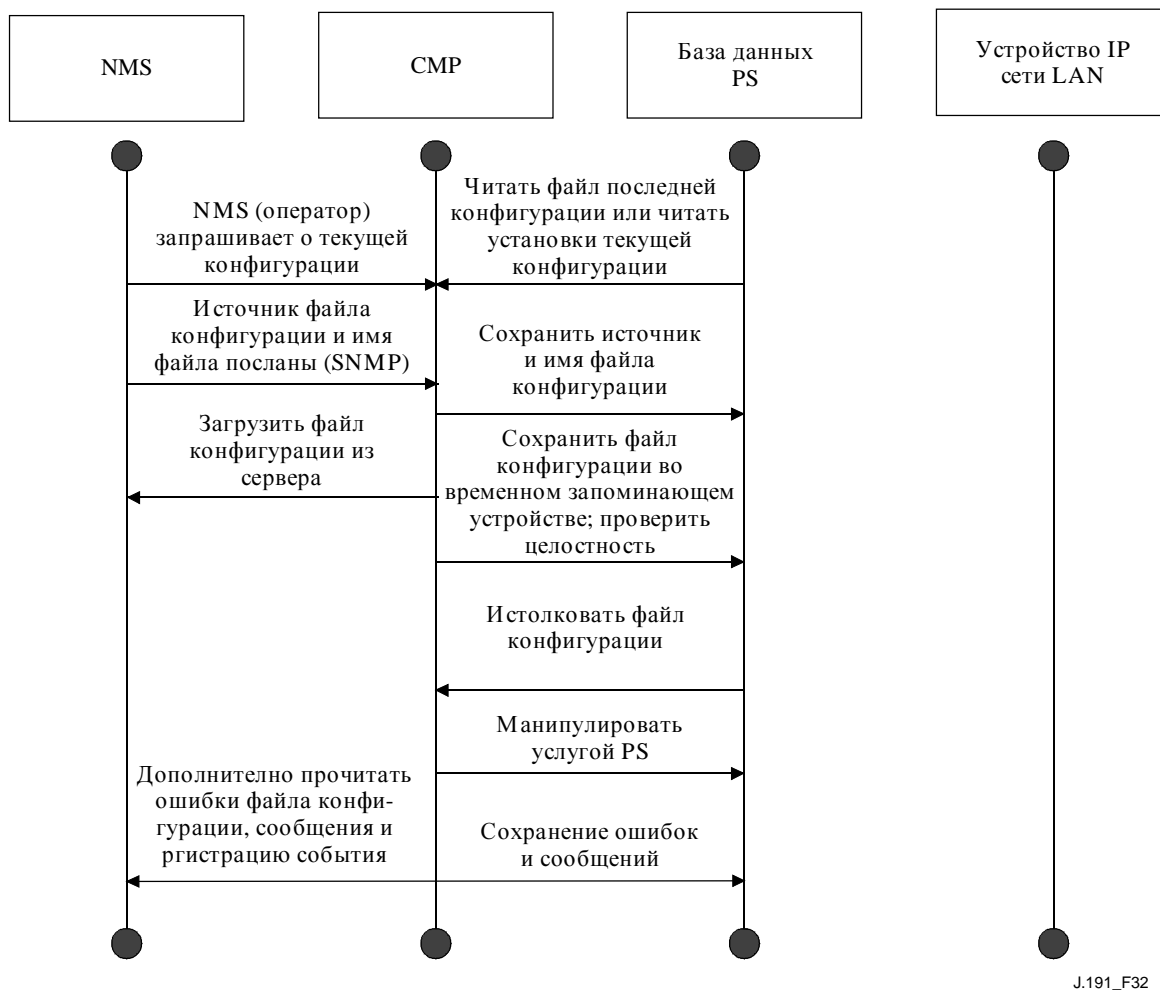 NMS
CMP
База данных
PS
Устройство IP
сети LAN
NMS (оператор)
запрашивает о текущей
конфигурации
Читать файл последней
конфигурации или читать
установки текущей
конфигурации
Источник файла
конфигурации и имя
файла посланы (SNMP)
Сохранить источник
и имя файла
конфигурации
Загрузить файл
конфигурации из
сервера
Сохранить файл
конфигурации во
временном запоминающем
устройстве; проверить
целостность
Истолковать файл
конфигурации
Манипулировать
услугой PS
Дополнително прочитать
ошибки файла конфи-
гурации, сообщения и
ргистрацию события
Сохранение ошибок
и сообщений
J.191_F32